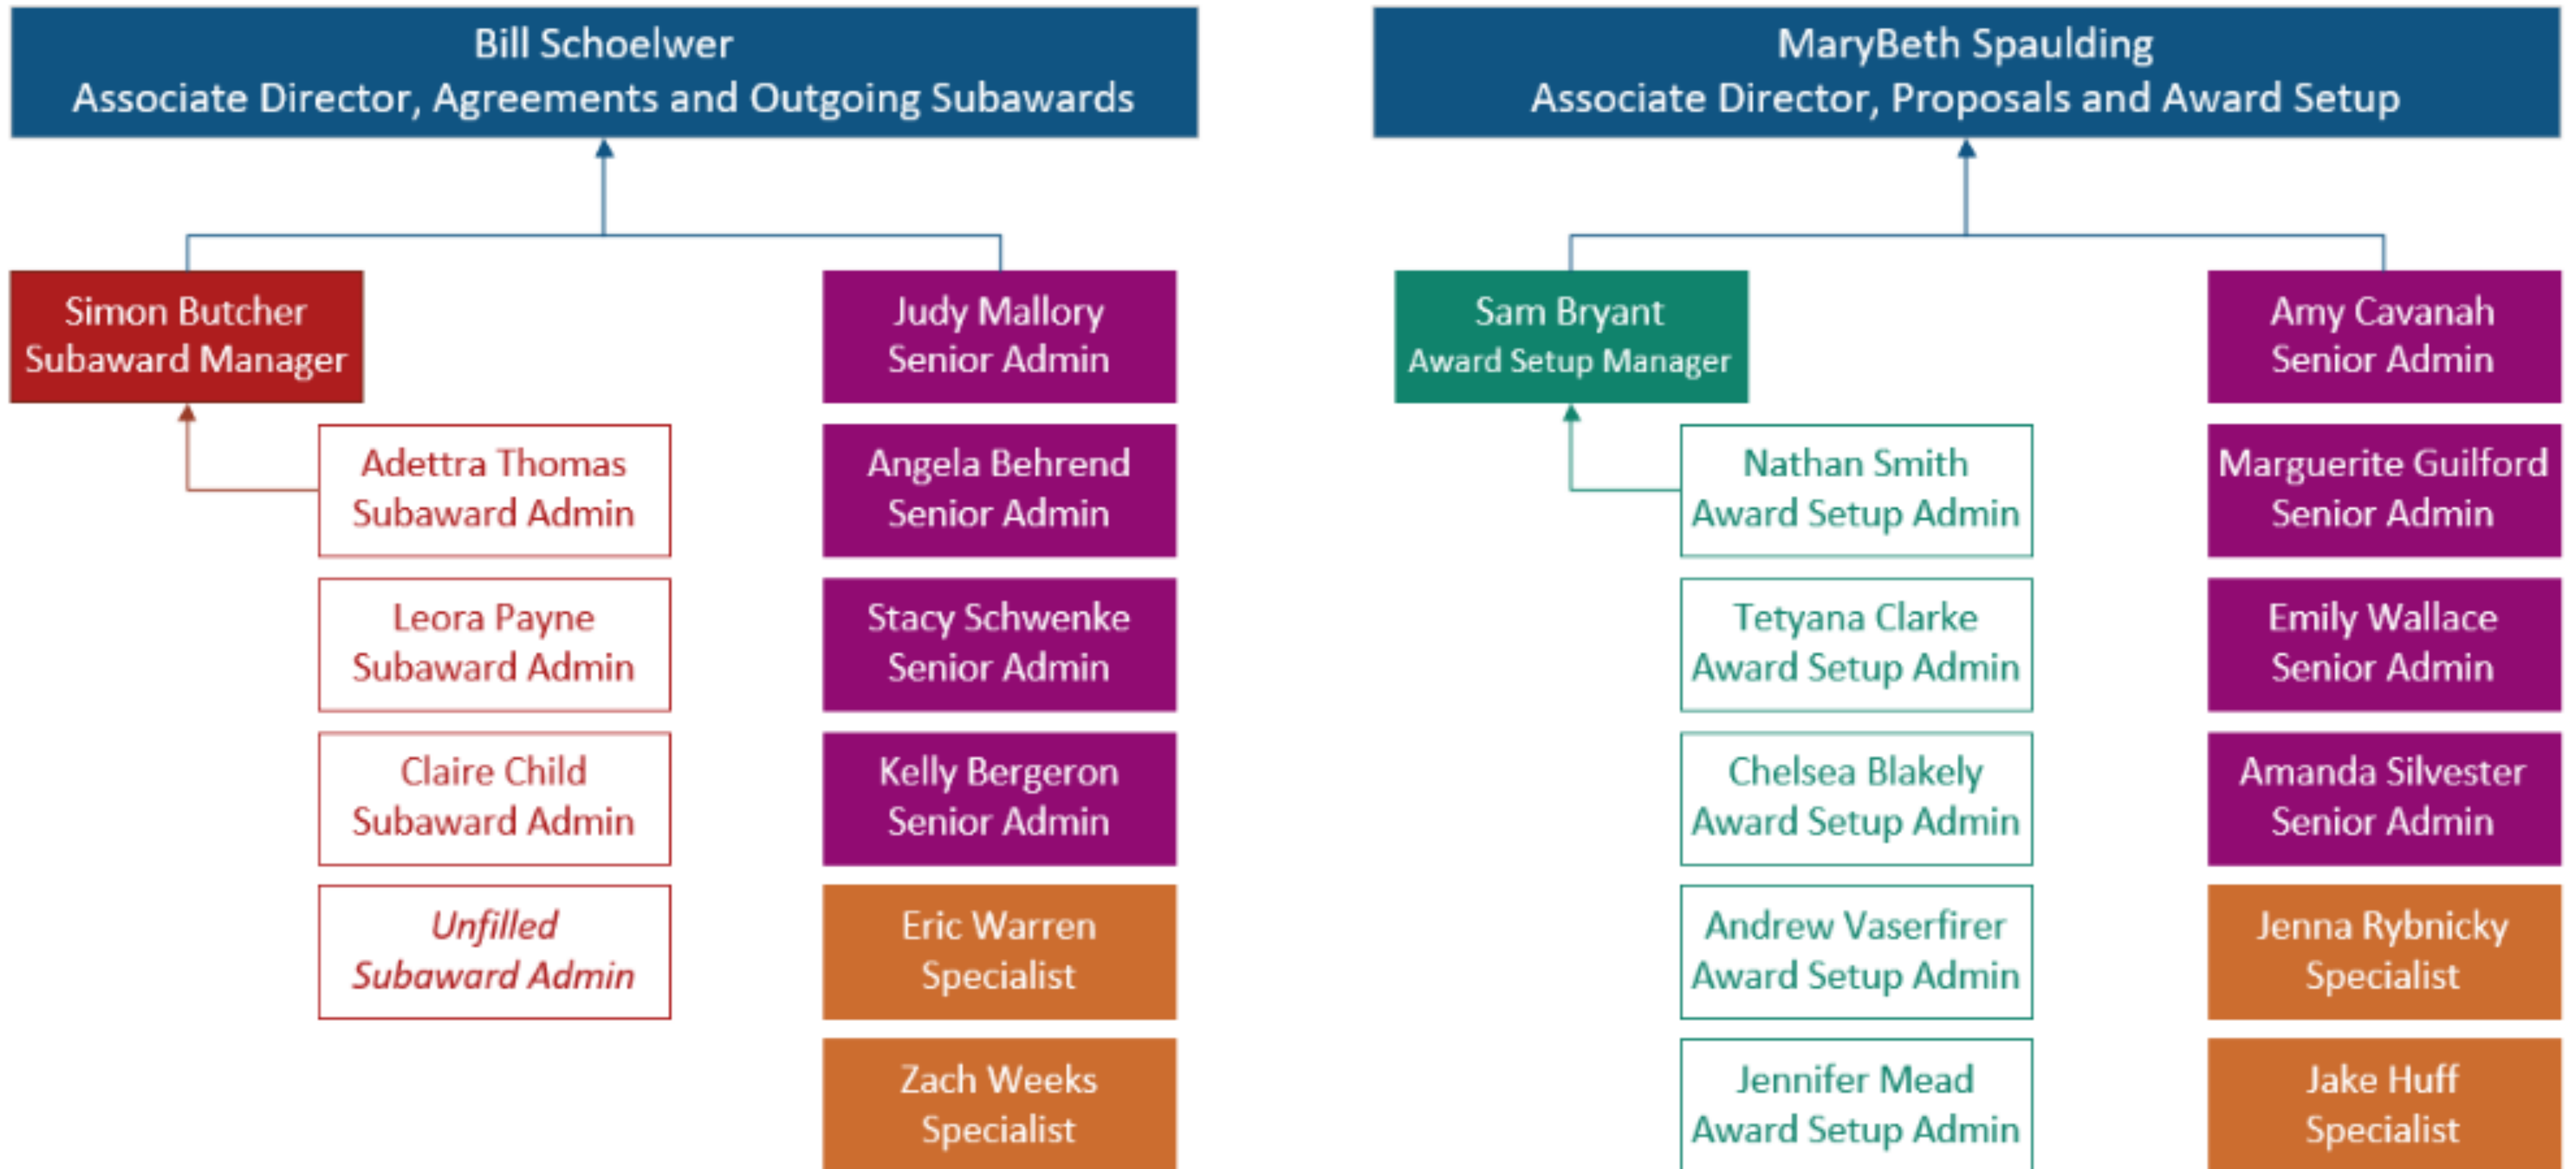 Bill Schoelwer
Associate Director, Agreements and Outgoing Subawards
Simon Butcher
Subaward Manager
Adettra Thomas
Subaward Admin
Leora Payne
Subaward Admin
Claire Child
Subaward Admin
Unfilled
Subaward Admin
Judy Mallory
Senior Admin
Angela Behrend
Senior Admin
Stacy Schwenke
Senior Admin
Kelly Bergeron
Senior Admin
Eric Warren
Specialist
Zach Weeks
Specialist
MaryBeth Spaulding
Associate Director, Proposals and Award Setup
Sam Bryant
Award Setup Manager
Nathan Smith
Award Setup Admin
Tetyana Clarke
Award Setup Admin
Chelsea Blakely
Award Setup Admin
Andrew Vaserfirer
Award Setup Admin
Jennifer Mead
Award Setup Admin
Amy Cavanah
Senior Admin
Marguerite Guilford
Senior Admin
Emily Wallace
Senior Admin
Amanda Silvester
Senior Admin
Jenna Rybnicky
Specialist
Jake Huff
Specialist